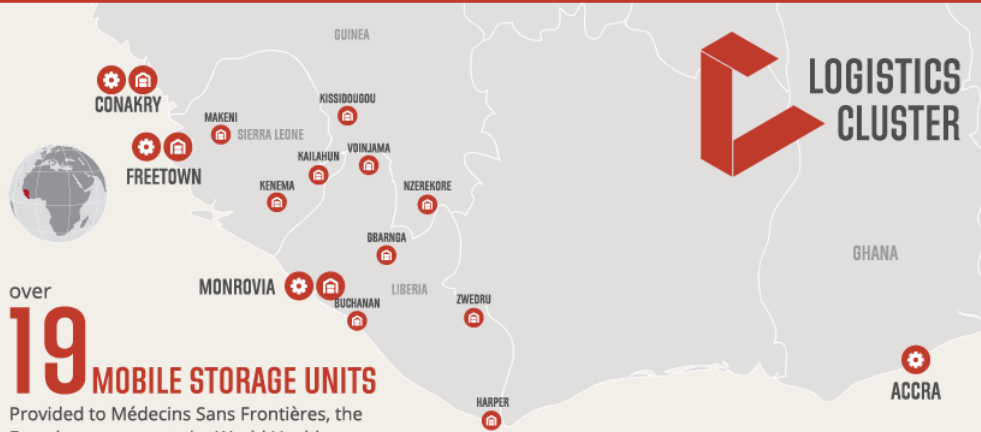 GUINEA
LOGISTICS
CLUSTER
CONAKRY
KISSIDOUGOU
MAKENI
SIERRA LEONE
FREETOWN
KAILAHUN
VOINJAMA
KENEMA
NZEREKORE
GBARNGA
GHANA
MONROVIA
LIBERIA
BUCHANAN
ZWEDRU
over
19 MOBILE STORAGE UNITS
ACCRA
HARPER
Provided to Médecins Sans Frontières, the